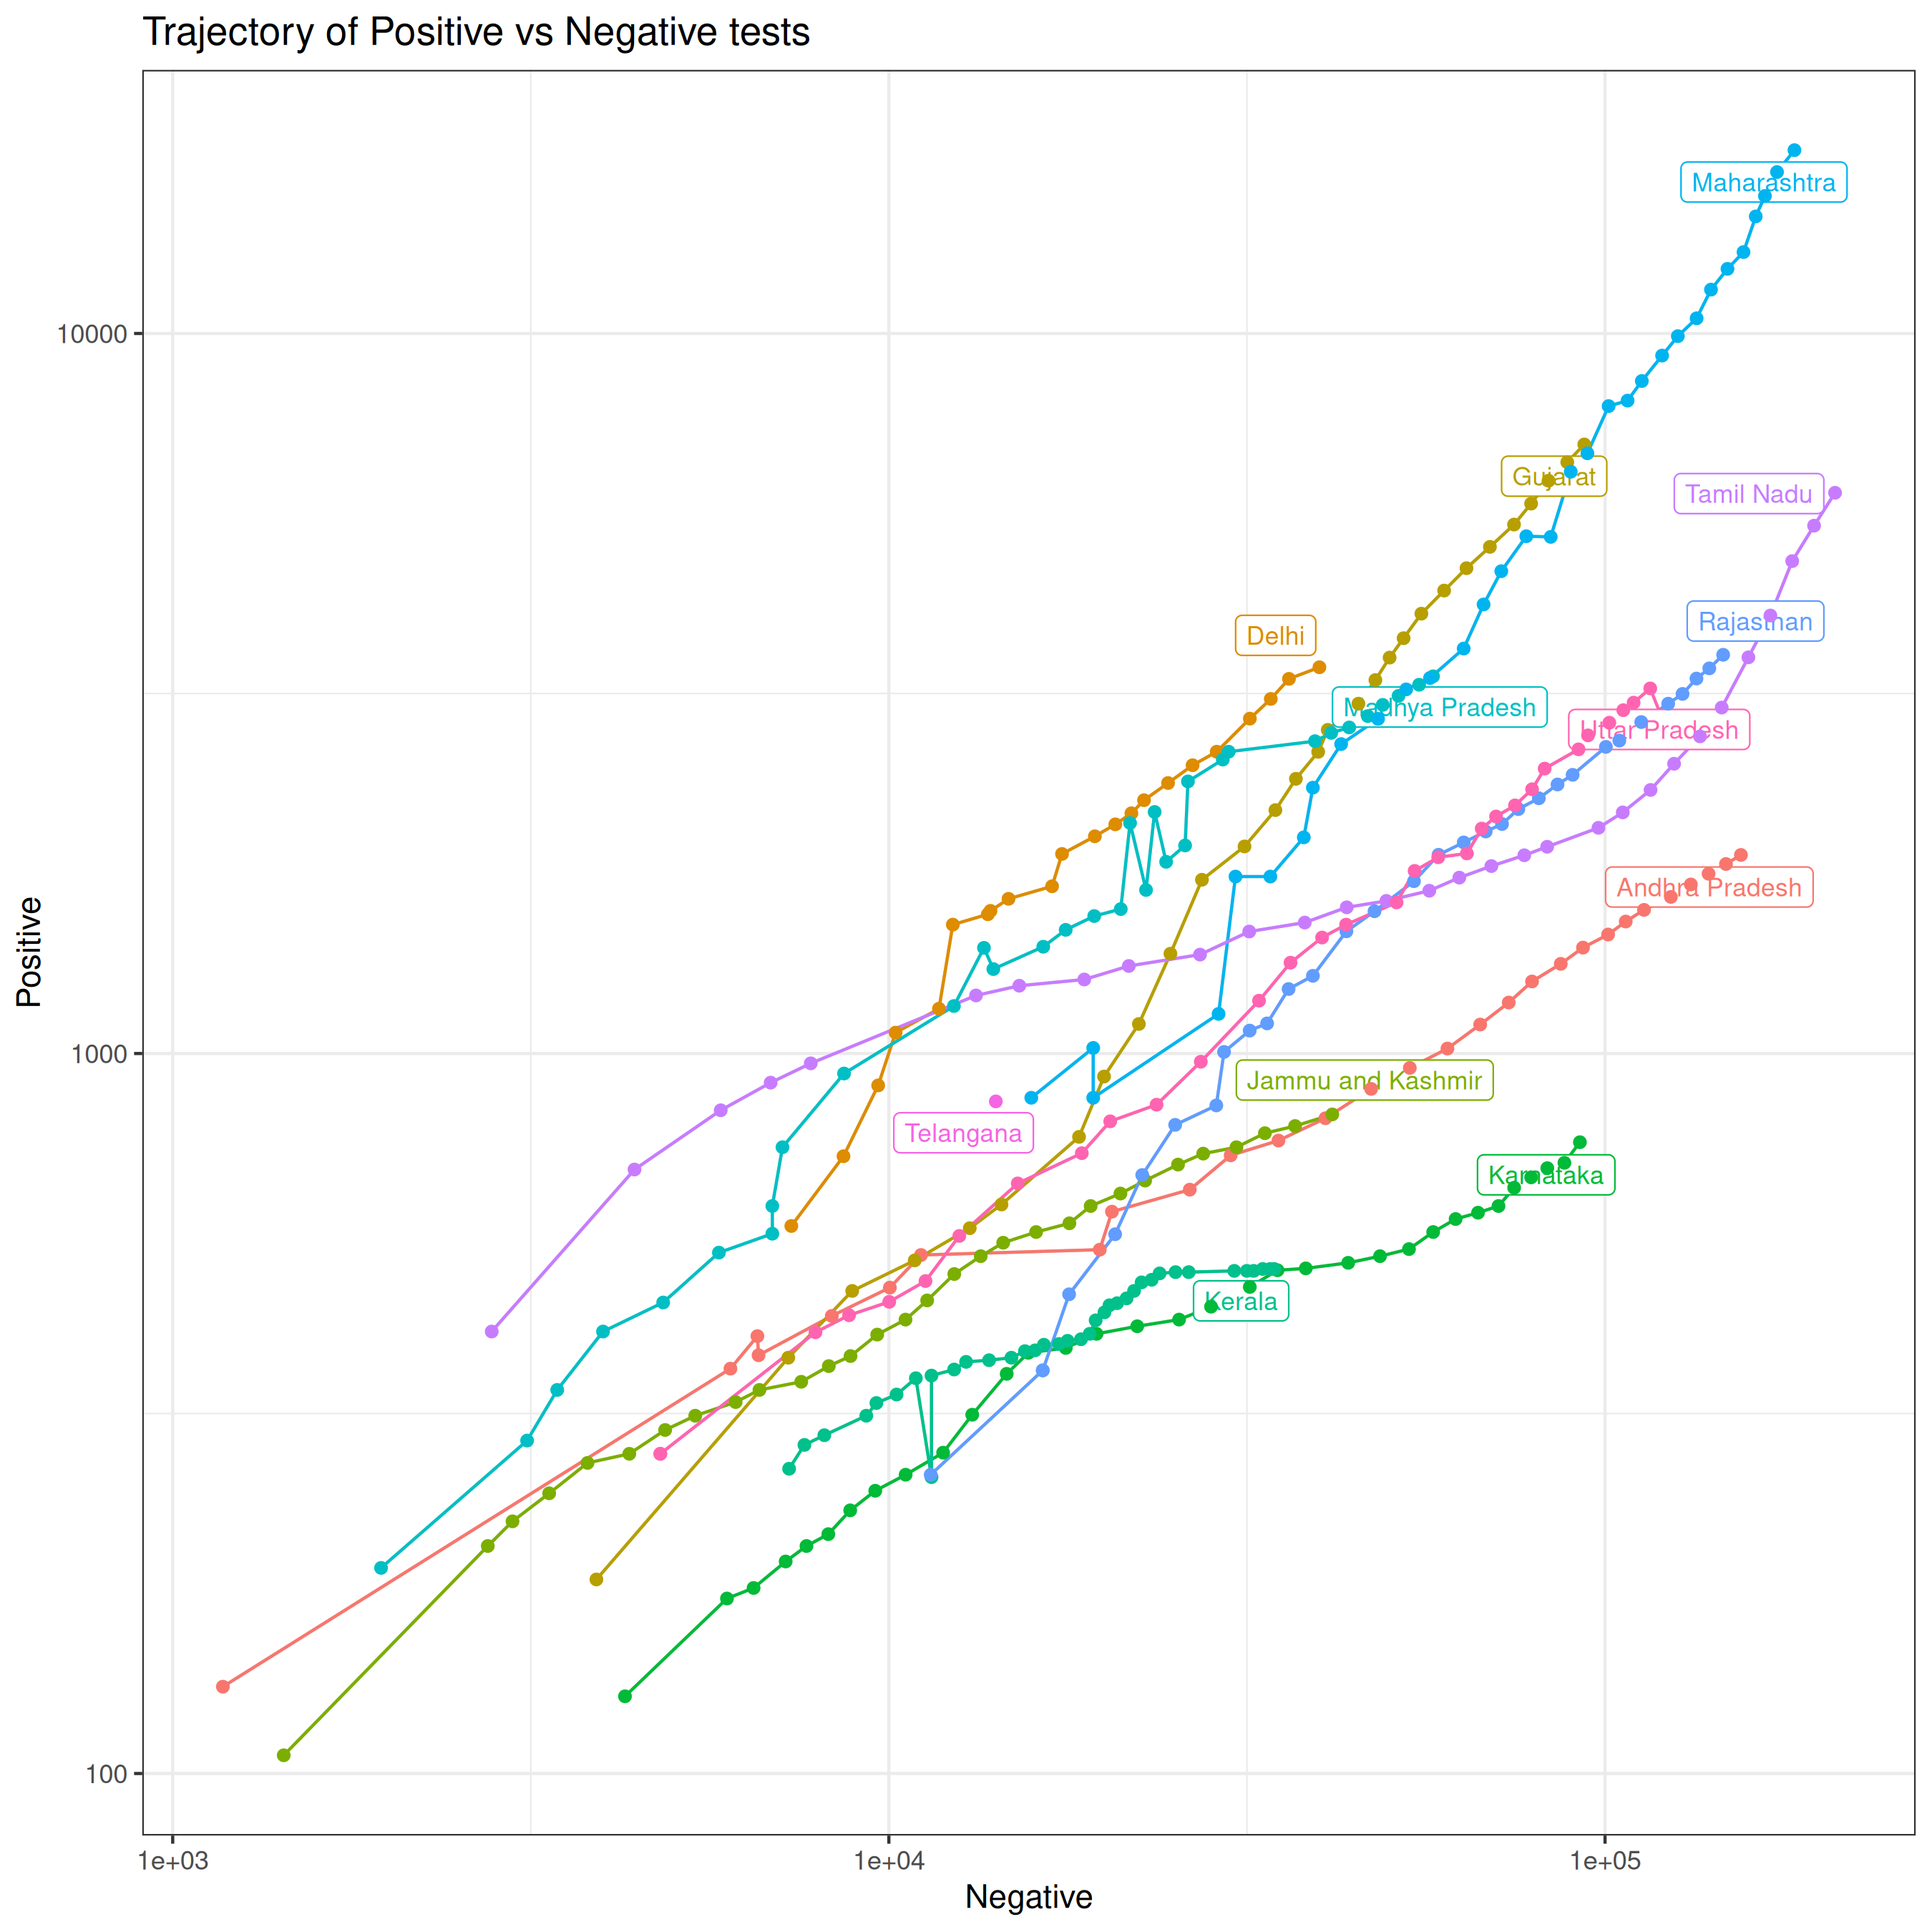 Trajectory of Positive vs Negative tests
Maharashtra
10000
Gujarat
Tamil Nadu
Rajasthan
Delhi
Madhya Pradesh
Uttar Pradesh
Andhra Pradesh
Positive
1000
Jammu and Kashmir
Telangana
Karnataka
Kerala
100
1e+03
1e+04
1e+05
Negative